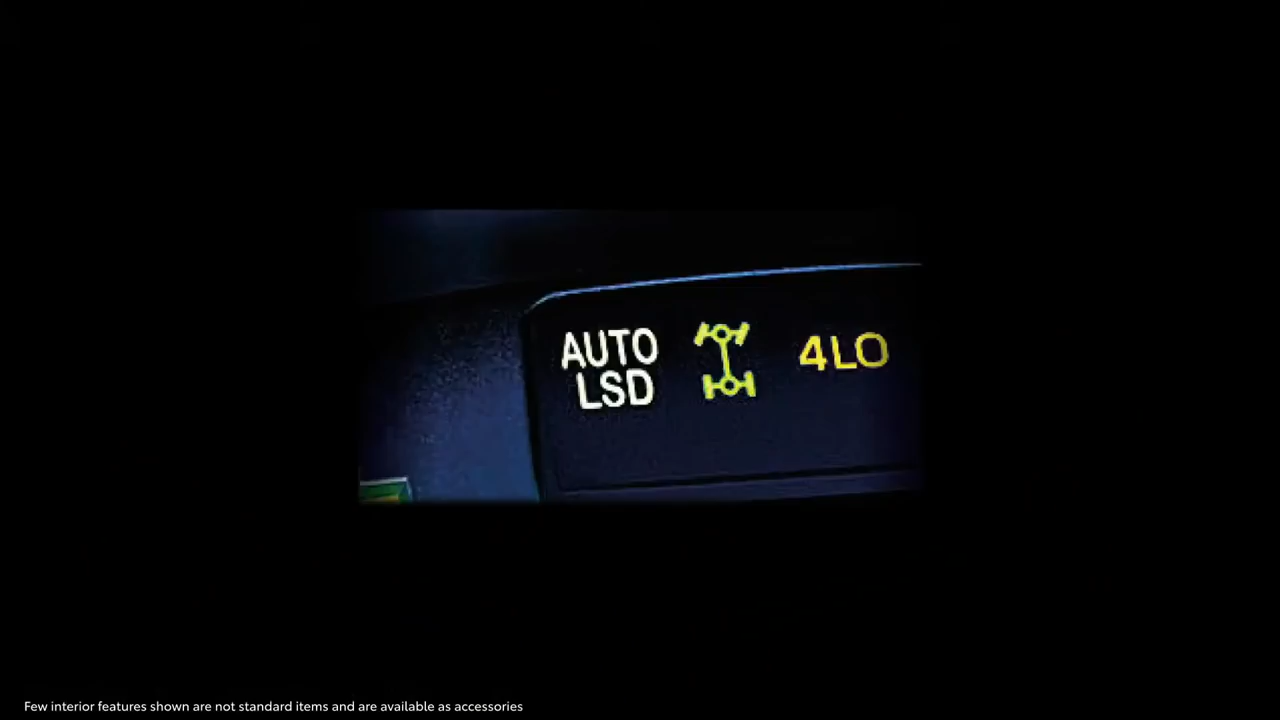 AUTO
LSD
4LO
Few interior features shown are not standard items and are available as accessories